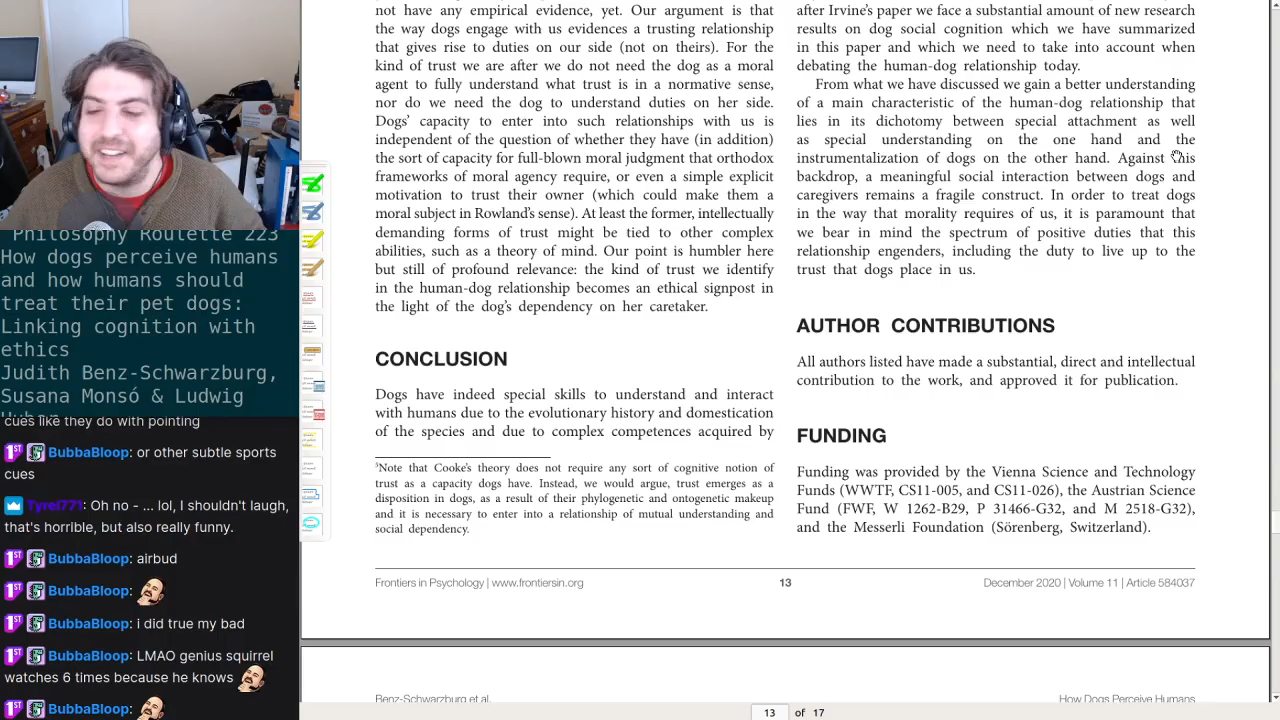 Philosophy Roulette 223
How dogs perceive humans
and how humans should
treat their pet dogs:
Linking cognition with
ethics
Judith Benz-Schwarzburg,
Susana Monsó & Ludwig
cues as they do with pointing
BubbaBloop: or other subtle sports
cues
Tyrel771: Oh no - ... lol, I shouldn't laugh,
that's horrible, but also really funny.
BubbaBloop: airbud
BubbaBloop:
BubbaBloop: i did true my bad
BubbaBloop: LMAO genius squirrel
watches 6 times because he knows
BubbaBloop:
not have any empirical evidence, yet. Our argument is that
the way dogs engage with us evidences a trusting relationship
that gives rise to duties on our side (not on theirs). For the
kind of trust we are after we do not need the dog as a moral
agent to fully understand what trust is in a normative sense,
nor do we need the dog to understand duties on her side.
Dogs' capacity to enter into such relationships with us is
independent of the question of whether they have (in addition)
the sort of capacity for full-blown moral judgment that certain
frameworks of moral agency require, or even a simple explicit
motivation to trust their owner (which could make them a
moral subject in Rowland's sense). At least the former, intellectually
demanding forms of trust might be tied to other complex
abilities, such as a theory of mind. Our point is humbler here
but still of profound relevance: the kind of trust we identify
in the human-dog relationship becomes an ethical signpost in
the light of the dog's dependency on her caretaker.
CONCLUSION
Dogs have indeed special skills to understand and interact
with humans due to the evolutionary history and domestication
of the species and due to complex competences acquired by
⁵Note that Cooke's theory does not require any sort of cognitive notion of
trust as a capacity dogs have. Instead, we would argue, trust emerges as a
disposition in dogs as a result of their phylogenetic and ontogenetic makeup
and it is necessary to enter into a relationship of mutual understanding and
mutual dependency.
after Irvine's paper we face a substantial amount of new research
results on dog social cognition which we have summarized
in this paper and which we need to take into account when
debating the human-dog relationship today.
From what we have discussed we gain a better understanding
of a main characteristic of the human-dog relationship that
lies in its dichotomy between special attachment as well
as special understanding on the one hand and the
instrumentalization of dogs on the other hand. Against this
backdrop, a meaningful social interaction between dogs and
caregivers remains a fragile construct. In order to treat dogs
in the way that morality requires of us, it is paramount that
we bear in mind the spectrum of positive duties that this
relationship engenders, including the duty to live up to the
trust that dogs place in us.
AUTHOR CONTRIBUTIONS
All authors listed have made a substantial, direct and intellectual
contribution to the work, and approved it for publication.
FUNDING
Funding was provided by the Vienna Science and Technology
Fund (WWTF, CS18-005, and CS18-026), the Austrian Science
Fund (FWF, W 1262-B29, P 31466-G32, and M 2518-G35),
and the Messerli Foundation (Sörenberg, Switzerland).
Frontiers in Psychology | www.frontiersin.org
13
December 2020 | Volume 11 | Article 584037
Benz-Schwarzburg et al.
How Dogs Perceive Humans
13 of 17